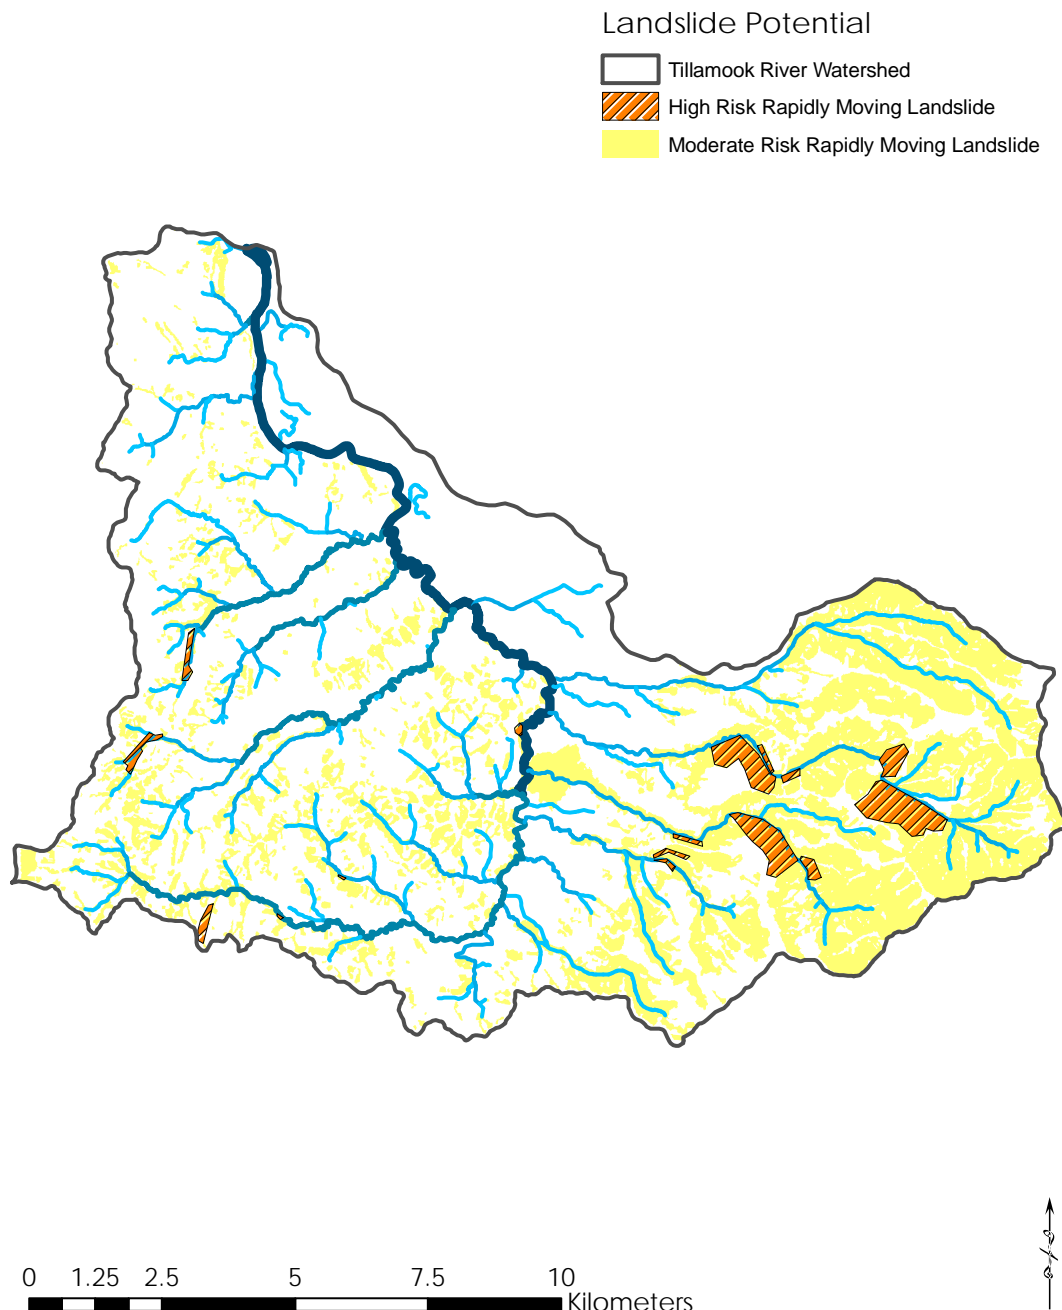 Landslide Potential
Tillamook River Watershed
High Risk Rapidly Moving Landslide
Moderate Risk Rapidly Moving Landslide
0 1.25 2.5 5 7.5 10
Kilometers